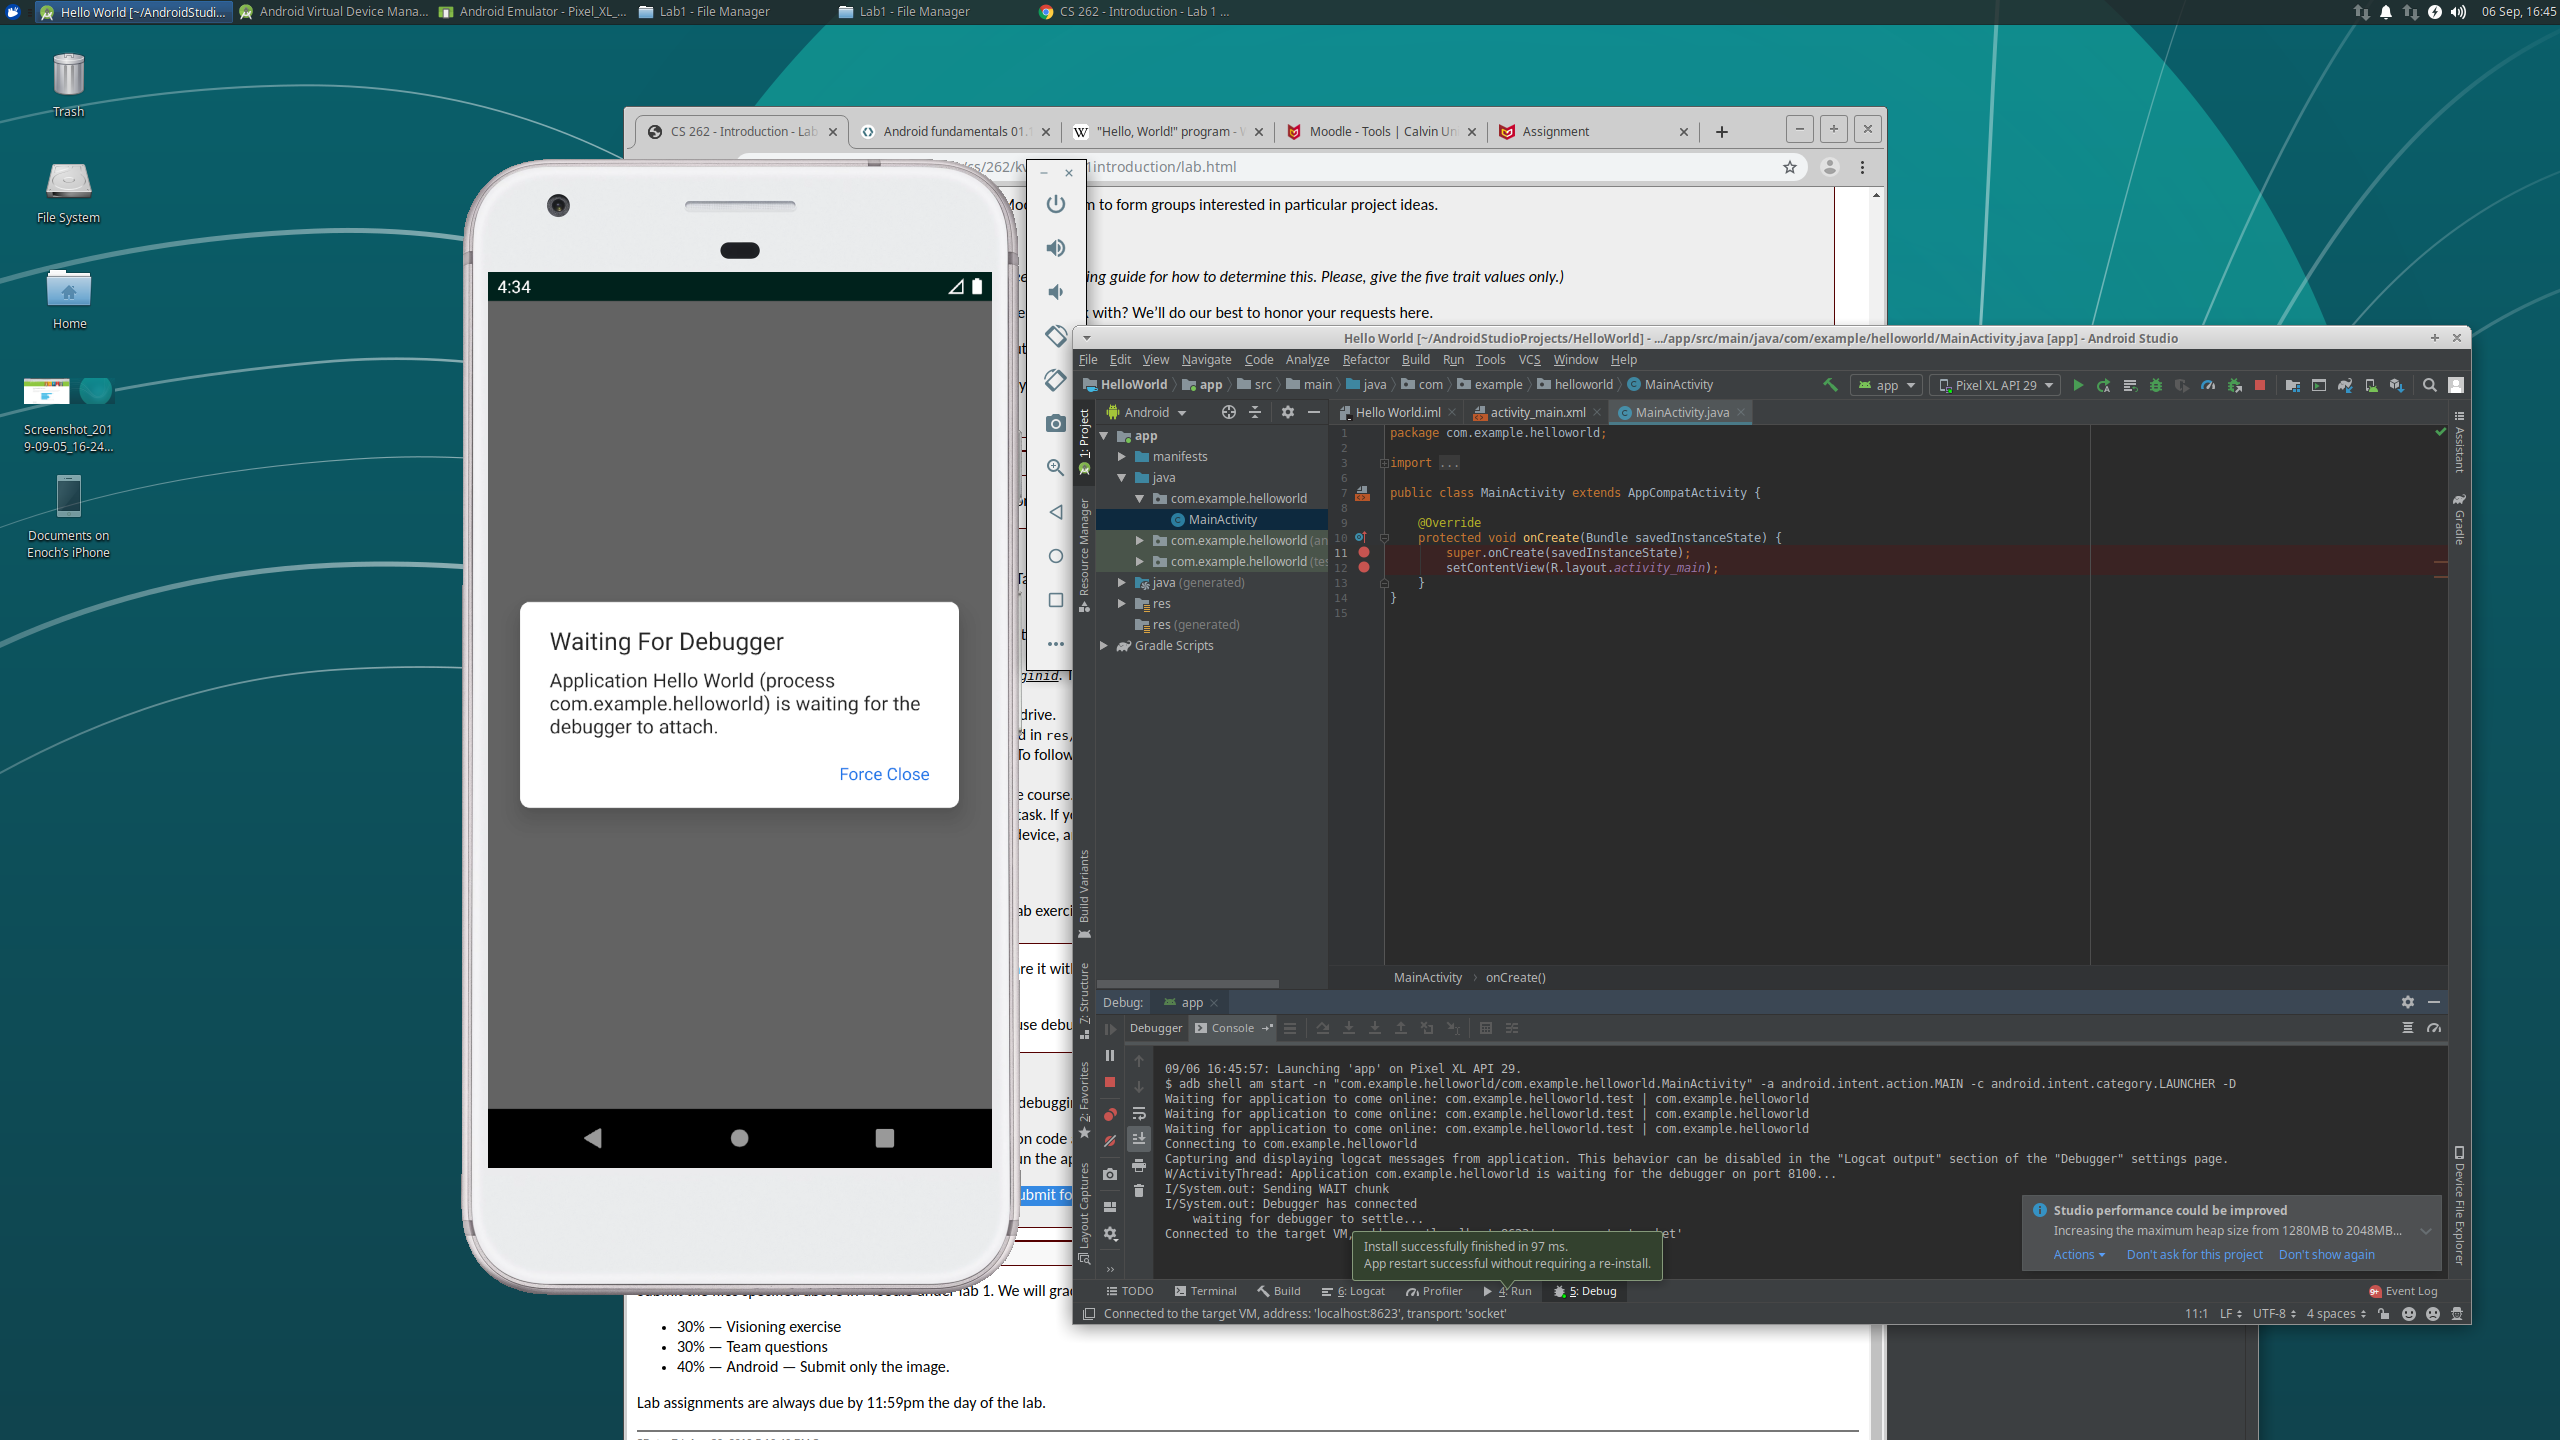 Hello World [~/AndroidStudi...
Android Virtual Device Mana...
Android Emulator - Pixel_XL_...
Lab1 - File Manager
Lab1 - File Manager
CS 262 - Introduction - Lab 1 ...
06 Sep, 16:45
Trash
File System
Home
Screenshot_201
9-09-05_16-24...
Documents on
Enoch's iPhone
CS 262 - Introduction - Lab
Android fundamentals 01.
"Hello, World!" program -
Moodle - Tools | Calvin Un
Assignment
1introduction/lab.html
m to form groups interested in particular project ideas.
ing guide for how to determine this. Please, give the five trait values only.)
with? We'll do our best to honor your requests here.
4:34
Waiting For Debugger
Application Hello World (process
com.example.helloworld) is waiting for the
debugger to attach.
Force Close
ginid.
drive.
d in res/
To follow
e course.
task. If yo
device, a
ab exerci
re it with
use debu
debuggin
on code
un the ap
ubmit fo
lab 1. We will grad
• 30% — Visioning exercise
• 30% — Team questions
• 40% — Android — Submit only the image.
Lab assignments are always due by 11:59pm the day of the lab.
Hello World [~/AndroidStudioProjects/HelloWorld] - .../app/src/main/java/com/example/helloworld/MainActivity.java [app] - Android Studio
File Edit View Navigate Code Analyze Refactor Build Run Tools VCS Window Help
HelloWorld app src main java com example helloworld MainActivity
app
Pixel XL API 29
Android
Hello World.iml
activity_main.xml
MainActivity.java
1: Project
Resource Manager
Build Variants
7: Structure
2: Favorites
Layout Captures
Assistant
Gradle
Device File Explorer
app
manifests
java
com.example.helloworld
MainActivity
com.example.helloworld (an
com.example.helloworld (tes
java (generated)
res
res (generated)
Gradle Scripts
1 package com.example.helloworld;
2
3 import ...
6
7 public class MainActivity extends AppCompatActivity {
8
9 @Override
10 protected void onCreate(Bundle savedInstanceState) {
11 super.onCreate(savedInstanceState);
12 setContentView(R.layout.activity_main);
13 }
14 }
15
MainActivity › onCreate()
Debug: app
Debugger Console
09/06 16:45:57: Launching 'app' on Pixel XL API 29.
$ adb shell am start -n "com.example.helloworld/com.example.helloworld.MainActivity" -a android.intent.action.MAIN -c android.intent.category.LAUNCHER -D
Waiting for application to come online: com.example.helloworld.test | com.example.helloworld
Waiting for application to come online: com.example.helloworld.test | com.example.helloworld
Waiting for application to come online: com.example.helloworld.test | com.example.helloworld
Connecting to com.example.helloworld
Capturing and displaying logcat messages from application. This behavior can be disabled in the "Logcat output" section of the "Debugger" settings page.
W/ActivityThread: Application com.example.helloworld is waiting for the debugger on port 8100...
I/System.out: Sending WAIT chunk
I/System.out: Debugger has connected
waiting for debugger to settle...
Connected to the target VM,
Install successfully finished in 97 ms.
App restart successful without requiring a re-install.
Studio performance could be improved
Increasing the maximum heap size from 1280MB to 2048MB...
Actions Don't ask for this project Don't show again
TODO Terminal Build 6: Logcat Profiler 4: Run 5: Debug
Event Log
Connected to the target VM, address: 'localhost:8623', transport: 'socket'
11:1 LF UTF-8 4 spaces